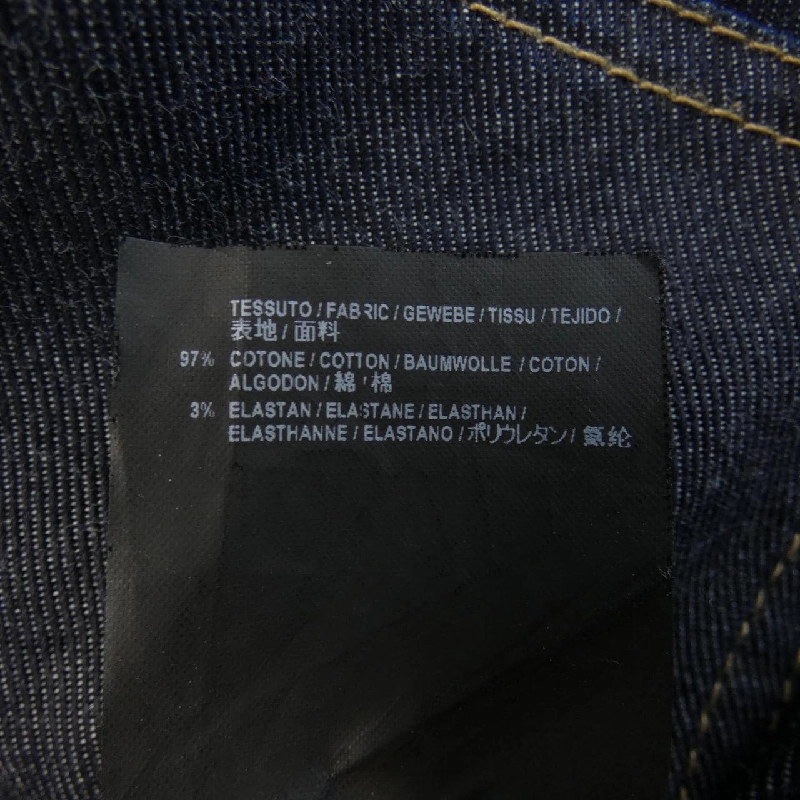 TESSUTO / FABRIC / GEWEBE / TISSU / TEJIDO /
表地 / 面料
97% COTONE / COTTON / BAUMWOLLE / COTON /
ALGODON / 綿 / 棉
3% ELASTAN / ELASTANE / ELASTHAN /
ELASTHANNE / ELASTANO / ポリウレタン / 氨纶